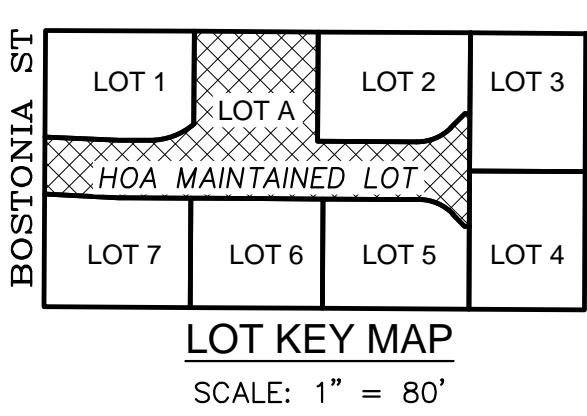 BOSTONIA ST
LOT 1
LOT A
LOT 2
LOT 3
HOA MAINTAINED LOT
LOT 7
LOT 6
LOT 5
LOT 4
LOT KEY MAP
SCALE: 1” = 80’